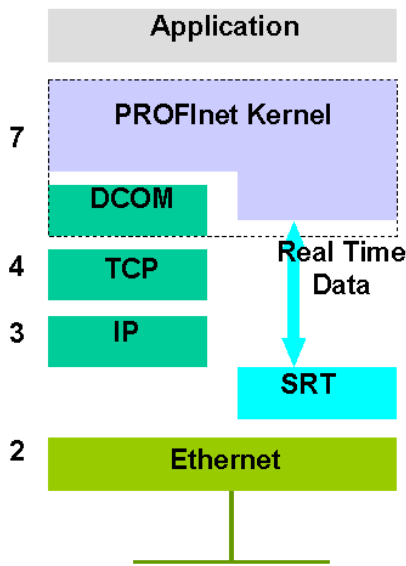 Application
PROFInet Kernel
7
DCOM
4
TCP
Real Time
Data
3
IP
SRT
2
Ethernet